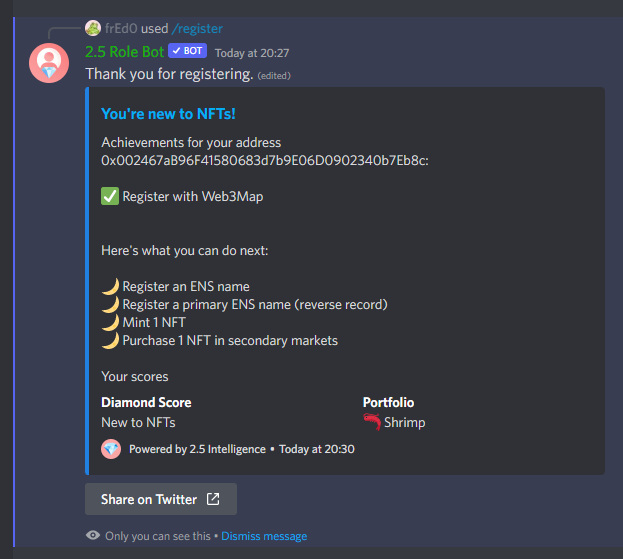 frEd0 used /register
2.5 Role Bot ✓ BOT Today at 20:27
Thank you for registering. (edited)
You're new to NFTs!
Achievements for your address
0x002467aB96F41580683d7b9E06D0902340b7Eb8c:
✅ Register with Web3Map
Here's what you can do next:
🌙 Register an ENS name
🌙 Register a primary ENS name (reverse record)
🌙 Mint 1 NFT
🌙 Purchase 1 NFT in secondary markets
Your scores
Diamond Score Portfolio
New to NFTs 🦐 Shrimp
Powered by 2.5 Intelligence • Today at 20:30
Share on Twitter
Only you can see this • Dismiss message